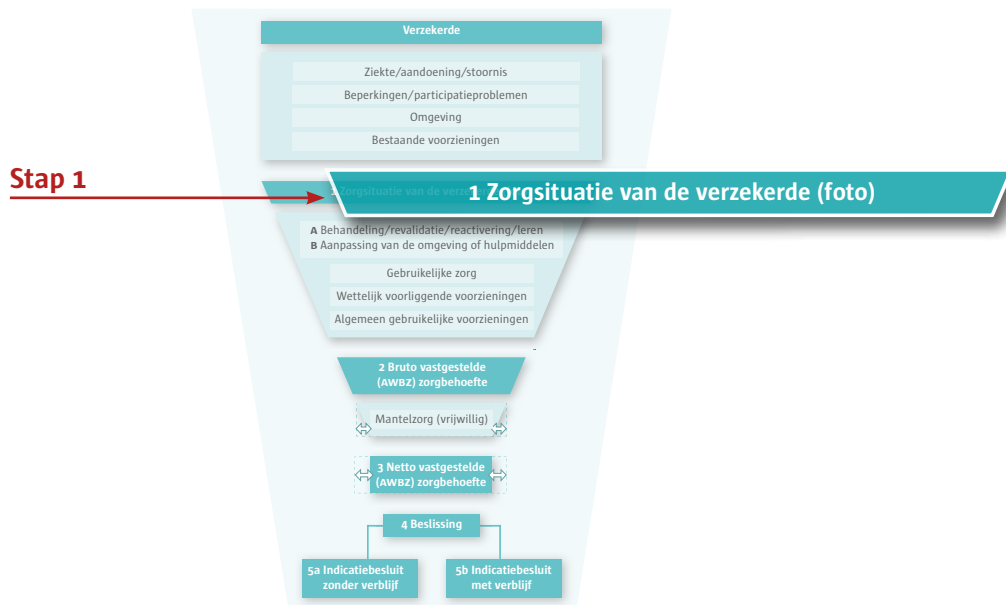 Verzekerde
Ziekte/aandoening/stoornis
Beperkingen/participatieproblemen
Omgeving
Bestaande voorzieningen
Stap 1
1 Zorgsituatie van de verzekerde (foto)
Zorgsituatie van de
A Behandeling/revalidatie/reactivering/leren
B Aanpassing van de omgeving of hulpmiddelen
Gebruikelijke zorg
Wettelijk voorliggende voorzieningen
Algemeen gebruikelijke voorzieningen
-
2 Bruto vastgestelde
(AWBZ) zorgbehoefte
Mantelzorg (vrijwillig)
3 Netto vastgestelde
(AWBZ) zorgbehoefte
4 Beslissing
5a Indicatiebesluit
zonder verblijf
5b Indicatiebesluit
met verblijf